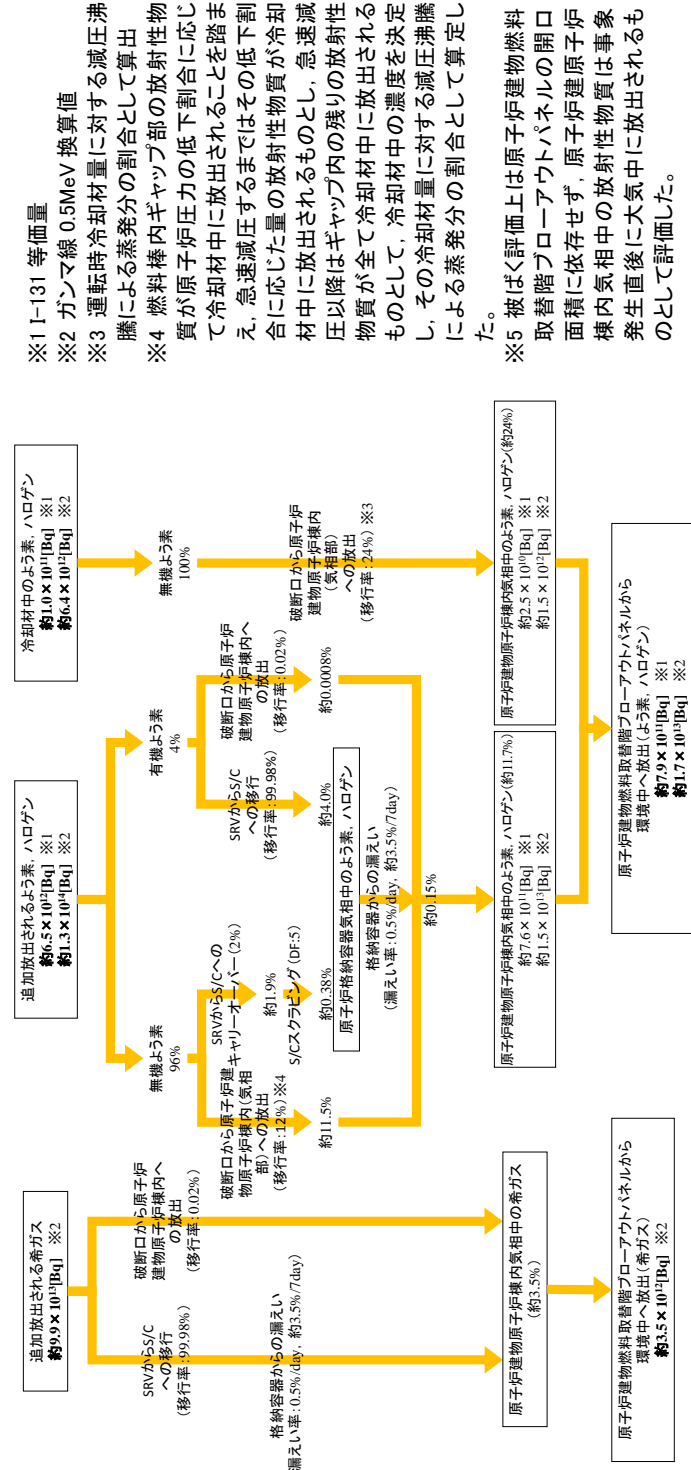 追加放出される希ガス
約9.9×10¹³[Bq] ※2
SRVからS/C
への移行
(移行率:99.98%)
破断口から原子炉
建物原子炉棟内へ
の放出
(移行率:0.02%)
格納容器からの漏えい
漏えい率:0.5%/day, 約3.5%/7day)
原子炉建物原子炉棟内気相中の希ガス
(約3.5%)
原子炉建物燃料取替階ブローアウトパネルから
環境中へ放出(希ガス)
約3.5×10¹²[Bq] ※2
追加放出されるよう素, ハロゲン
約6.5×10¹²[Bq] ※1
約1.3×10¹⁴[Bq] ※2
無機よう素
96%
有機よう素
4%
破断口から原子炉建
物原子炉棟内(気相
部)への放出
(移行率:12%)※4
SRVからS/Cへの
キャリーオーバー(2%)
約1.9%
S/Cスクラビング(DF:5)
約11.5%
約0.38%
SRVからS/C
への移行
(移行率:99.98%)
破断口から原子炉
建物原子炉棟内へ
の放出
(移行率:0.02%)
約4.0%
約0.0008%
原子炉格納容器気相中のよう素, ハロゲン
格納容器からの漏えい
(漏えい率:0.5%/day, 約3.5%/7day)
約0.15%
原子炉建物原子炉棟内気相中のよう素, ハロゲン(約11.7%)
約7.6×10¹¹[Bq] ※1
約1.5×10¹³[Bq] ※2
冷却材中のよう素, ハロゲン
約1.0×10¹¹[Bq] ※1
約6.4×10¹²[Bq] ※2
無機よう素
100%
破断口から原子炉
建物原子炉棟内
(気相部)
への放出
(移行率:24%)※3
原子炉建物原子炉棟内気相中のよう素, ハロゲン(約24%)
約2.5×10¹⁰[Bq] ※1
約1.5×10¹²[Bq] ※2
原子炉建物燃料取替階ブローアウトパネルから
環境中へ放出(よう素, ハロゲン)
約7.9×10¹¹[Bq] ※1
約1.7×10¹³[Bq] ※2
※1 I-131 等価量
※2 ガンマ線 0.5MeV 換算値
※3 運転時冷却材量に対する減圧沸
騰による蒸発分の割合として算出
※4 燃料棒内ギャップ部の放射性物
質が原子炉圧力の低下割合に応じ
て冷却材中に放出されることを踏ま
え, 急速減圧するまではその低下割
合に応じた量の放射性物質が冷却
材中に放出されるものとし, 急速減
圧以降はギャップ内の残りの放射性
物質が全て冷却材中に放出される
ものとして, 冷却材中の濃度を決定
し, その冷却材量に対する減圧沸騰
による蒸発分の割合として算定し
た。
※5 被ばく評価上は原子炉建物燃料
取替階ブローアウトパネルの開口
面積に依存せず, 原子炉建原子炉
棟内気相中の放射性物質は事象
発生直後に大気中に放出されるも
のとして評価した。